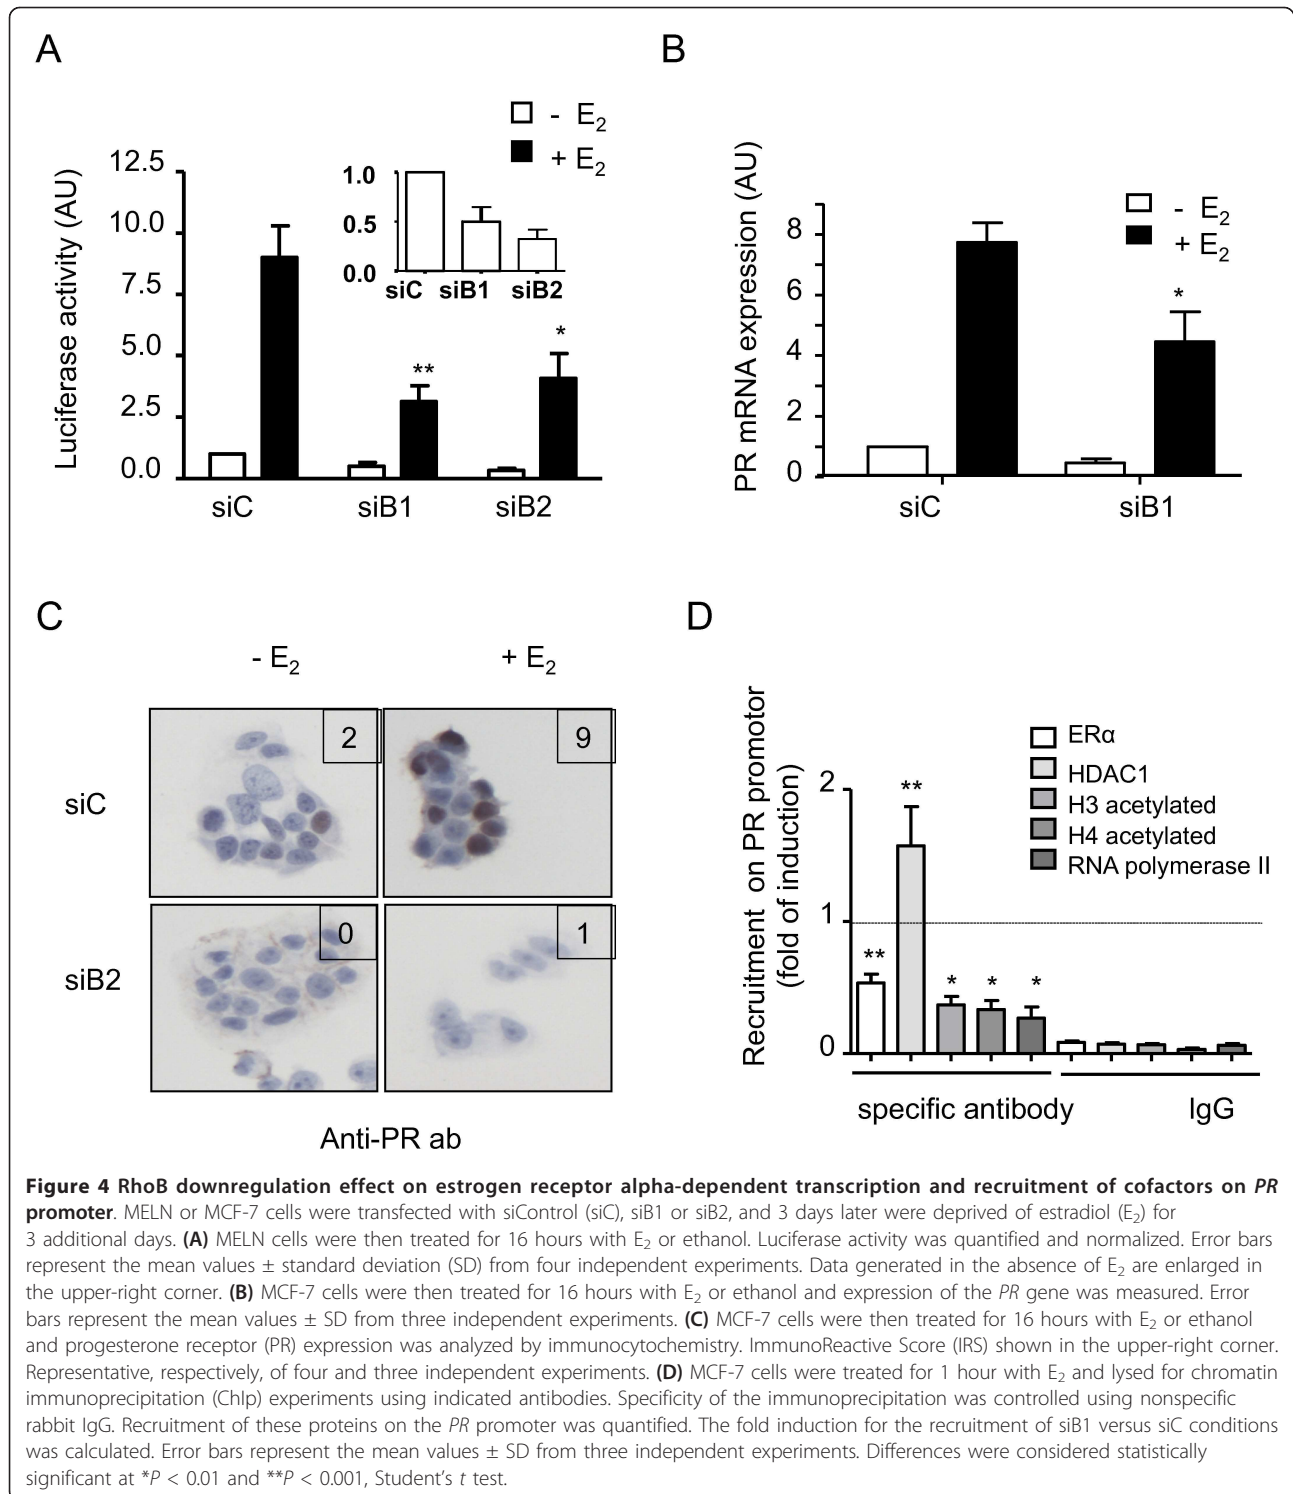 A
- E2
+ E2
Luciferase activity (AU)
12.5
10.0
7.5
5.0
2.5
0.0
1.0
0.5
0.0
siC siB1 siB2
**
*
siC siB1 siB2
B
- E2
+ E2
PR mRNA expression (AU)
8
6
4
2
0
*
siC siB1
C
- E2 + E2
siC
2
9
siB2
0
1
Anti-PR ab
D
Recruitment on PR promotor
(fold of induction)
2
1
0
ERα
HDAC1
H3 acetylated
H4 acetylated
RNA polymerase II
**
**
* * *
specific antibody IgG
Figure 4 RhoB downregulation effect on estrogen receptor alpha-dependent transcription and recruitment of cofactors on PR
promoter. MELN or MCF-7 cells were transfected with siControl (siC), siB1 or siB2, and 3 days later were deprived of estradiol (E2) for
3 additional days. (A) MELN cells were then treated for 16 hours with E2 or ethanol. Luciferase activity was quantified and normalized. Error bars
represent the mean values ± standard deviation (SD) from four independent experiments. Data generated in the absence of E2 are enlarged in
the upper-right corner. (B) MCF-7 cells were then treated for 16 hours with E2 or ethanol and expression of the PR gene was measured. Error
bars represent the mean values ± SD from three independent experiments. (C) MCF-7 cells were then treated for 16 hours with E2 or ethanol
and progesterone receptor (PR) expression was analyzed by immunocytochemistry. ImmunoReactive Score (IRS) shown in the upper-right corner.
Representative, respectively, of four and three independent experiments. (D) MCF-7 cells were treated for 1 hour with E2 and lysed for chromatin
immunoprecipitation (ChIp) experiments using indicated antibodies. Specificity of the immunoprecipitation was controlled using nonspecific
rabbit IgG. Recruitment of these proteins on the PR promoter was quantified. The fold induction for the recruitment of siB1 versus siC conditions
was calculated. Error bars represent the mean values ± SD from three independent experiments. Differences were considered statistically
significant at *P < 0.01 and **P < 0.001, Student's t test.